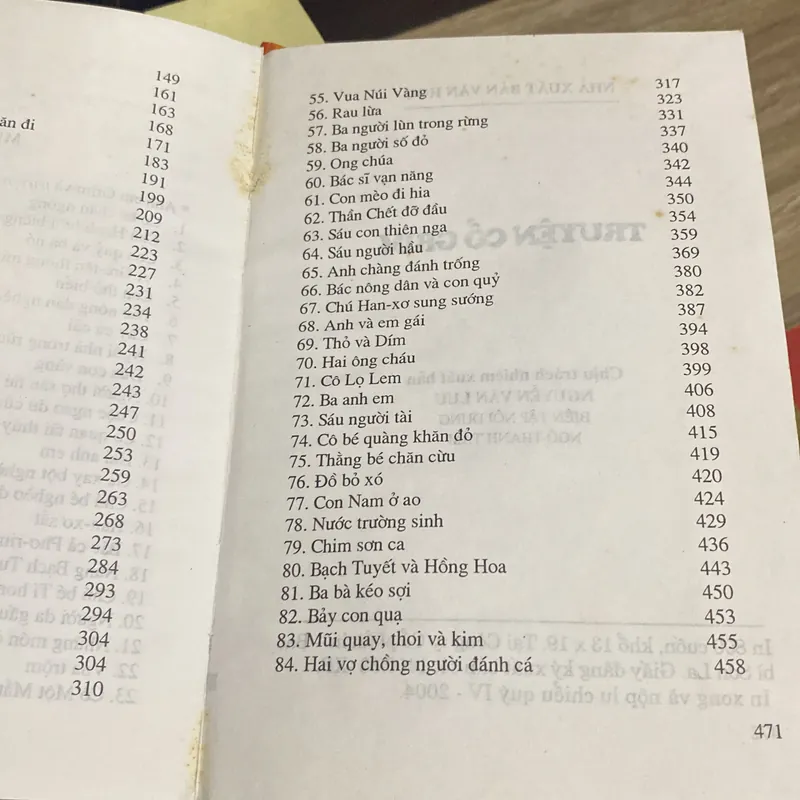 149
161
163
ăn đi 168
171
183
191
199
209
212
223
227
231
234
238
241
242
243
247
250
253
259
263
268
273
284
293
294
304
304
310
55. Vua Núi Vàng 317
56. Rau lừa 323
57. Ba người lùn trong rừng 331
58. Ba người số đỏ 337
59. Ong chúa 340
60. Bác sĩ vạn năng 342
61. Con mèo đi hia 344
62. Thần Chết đỡ đầu 350
63. Sáu con thiên nga 354
64. Sáu người hầu 359
65. Anh chàng đánh trống 369
66. Bác nông dân và con quỷ 380
67. Chú Han-xơ sung sướng 382
68. Anh và em gái 387
69. Thỏ và Dím 394
70. Hai ông cháu 398
71. Cô Lọ Lem 399
72. Ba anh em 406
73. Sáu người tài 408
74. Cô bé quàng khăn đỏ 415
75. Thằng bé chăn cừu 419
76. Đồ bỏ xó 420
77. Con Nam ở ao 424
78. Nước trường sinh 429
79. Chim sơn ca 436
80. Bạch Tuyết và Hồng Hoa 443
81. Ba bà kéo sợi 450
82. Bảy con quạ 453
83. Mũi quay, thoi và kim 455
84. Hai vợ chồng người đánh cá 458
471